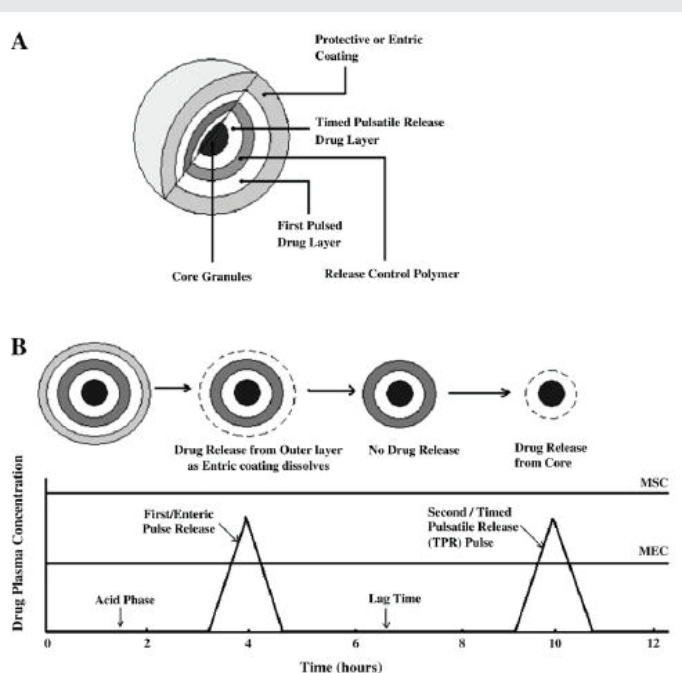 A
Protective or Entric
Coating
Timed Pulsatile Release
Drug Layer
First Pulsed
Drug Layer
Core Granules
Release Control Polymer
B
Drug Release from Outer layer
as Entric coating dissolves
No Drug Release
Drug Release
from Core
Drug Plasma Concentration
MSC
First/Enteric
Pulse Release
Second / Timed
Pulsatile Release
(TPR) Pulse
MEC
Acid Phase
Lag Time
0 2 4 6 8 10 12
Time (hours)